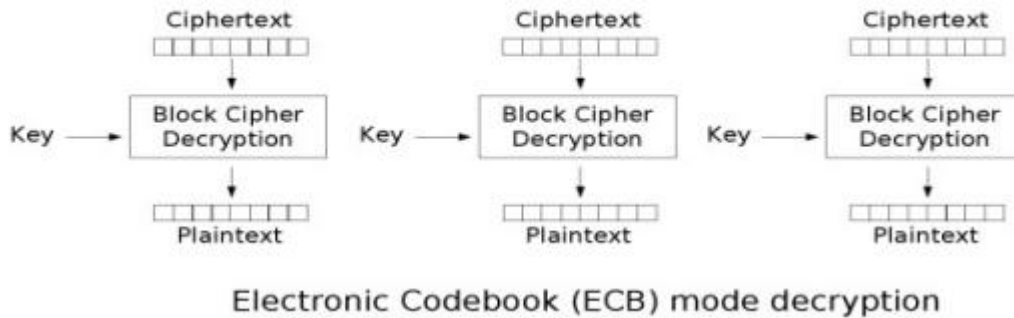 Ciphertext Ciphertext Ciphertext
Key Block Cipher Decryption Key Block Cipher Decryption Key Block Cipher Decryption
Plaintext Plaintext Plaintext
Electronic Codebook (ECB) mode decryption